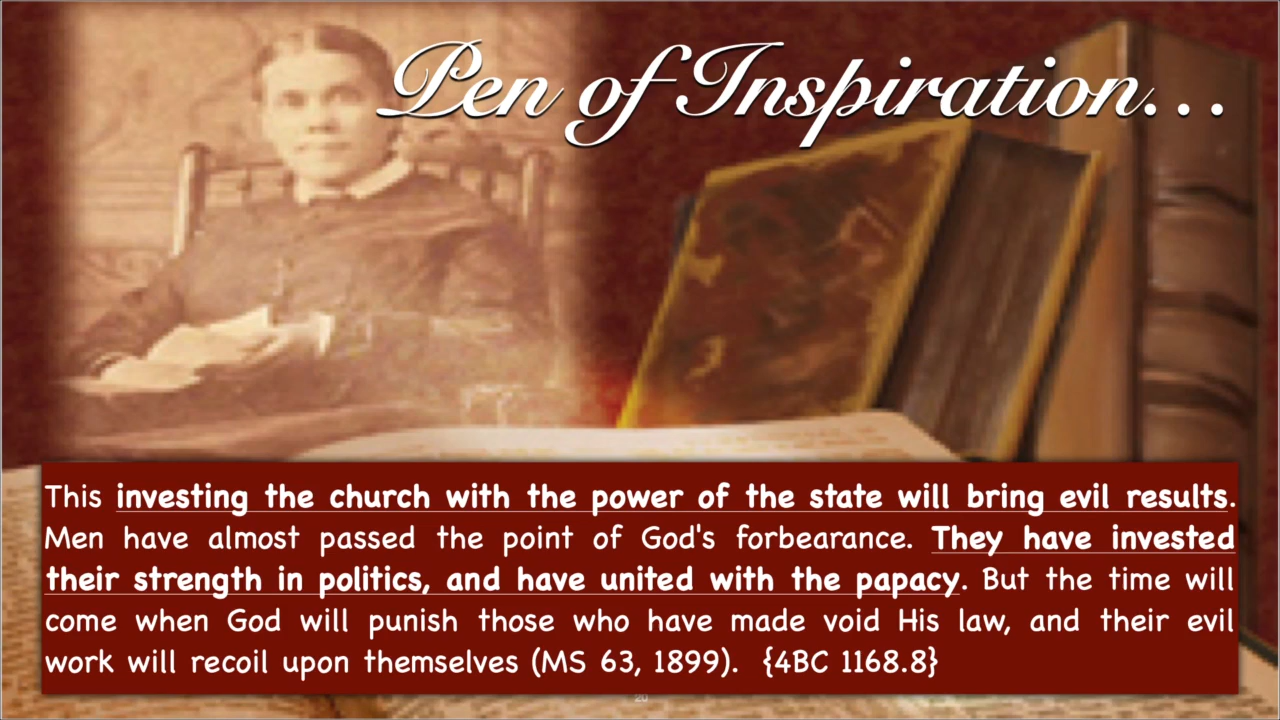 Pen of Inspiration...
This investing the church with the power of the state will bring evil results.
Men have almost passed the point of God's forbearance. They have invested
their strength in politics, and have united with the papacy. But the time will
come when God will punish those who have made void His law, and their evil
work will recoil upon themselves (MS 63, 1899). {4BC 1168.8}
20